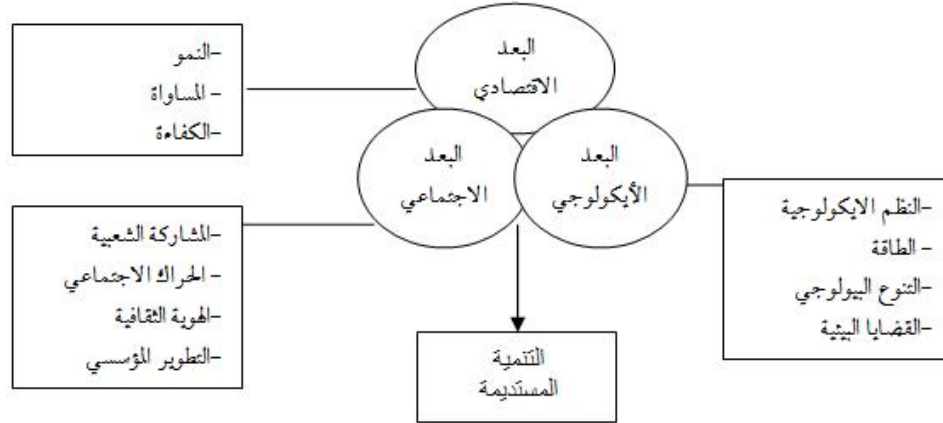 البعد
الاقتصادي
-النمو
- المساواة
-الكفاءة
البعد
الأيكولوجي
البعد
الاجتماعي
-النظم الايكولوجية
- الطاقة
-التنوع البيولوجي
-القضايا البيئية
-المشاركة الشعبية
- الحراك الاجتماعي
-الهوية الثقافية
-التطوير المؤسسي
التنمية
المستديمة